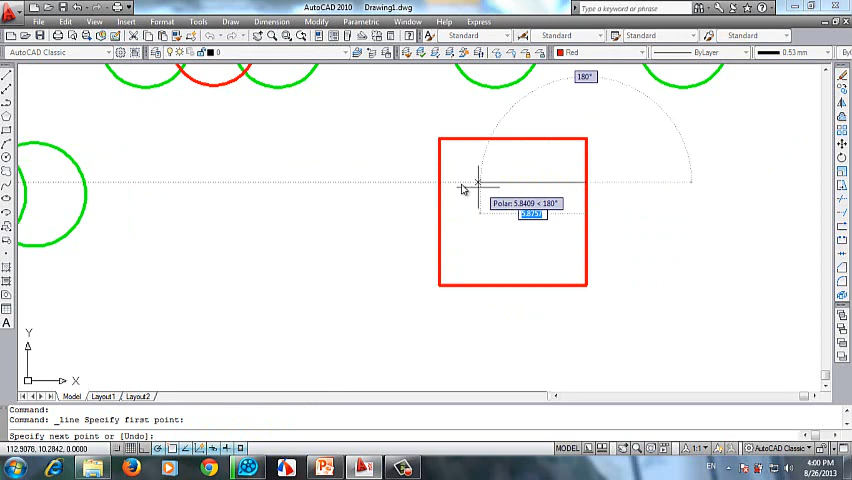 AutoCAD 2010 Drawing1.dwg
Type a keyword or phrase
File Edit View Insert Format Tools Draw Dimension Modify Parametric Window Help Express
Standard Standard Standard Standard
AutoCAD Classic 0 Red ByLayer 0.53 mm
180°
Polar: 5.8409 < 180°
5.8757
Y
X
A
Model Layout1 Layout2
Command:
Command: _line Specify first point:
Specify next point or [Undo]:
112.9078, 10.2842, 0.0000 MODEL 1:1 AutoCAD Classic
EN 4:00 PM
8/26/2013